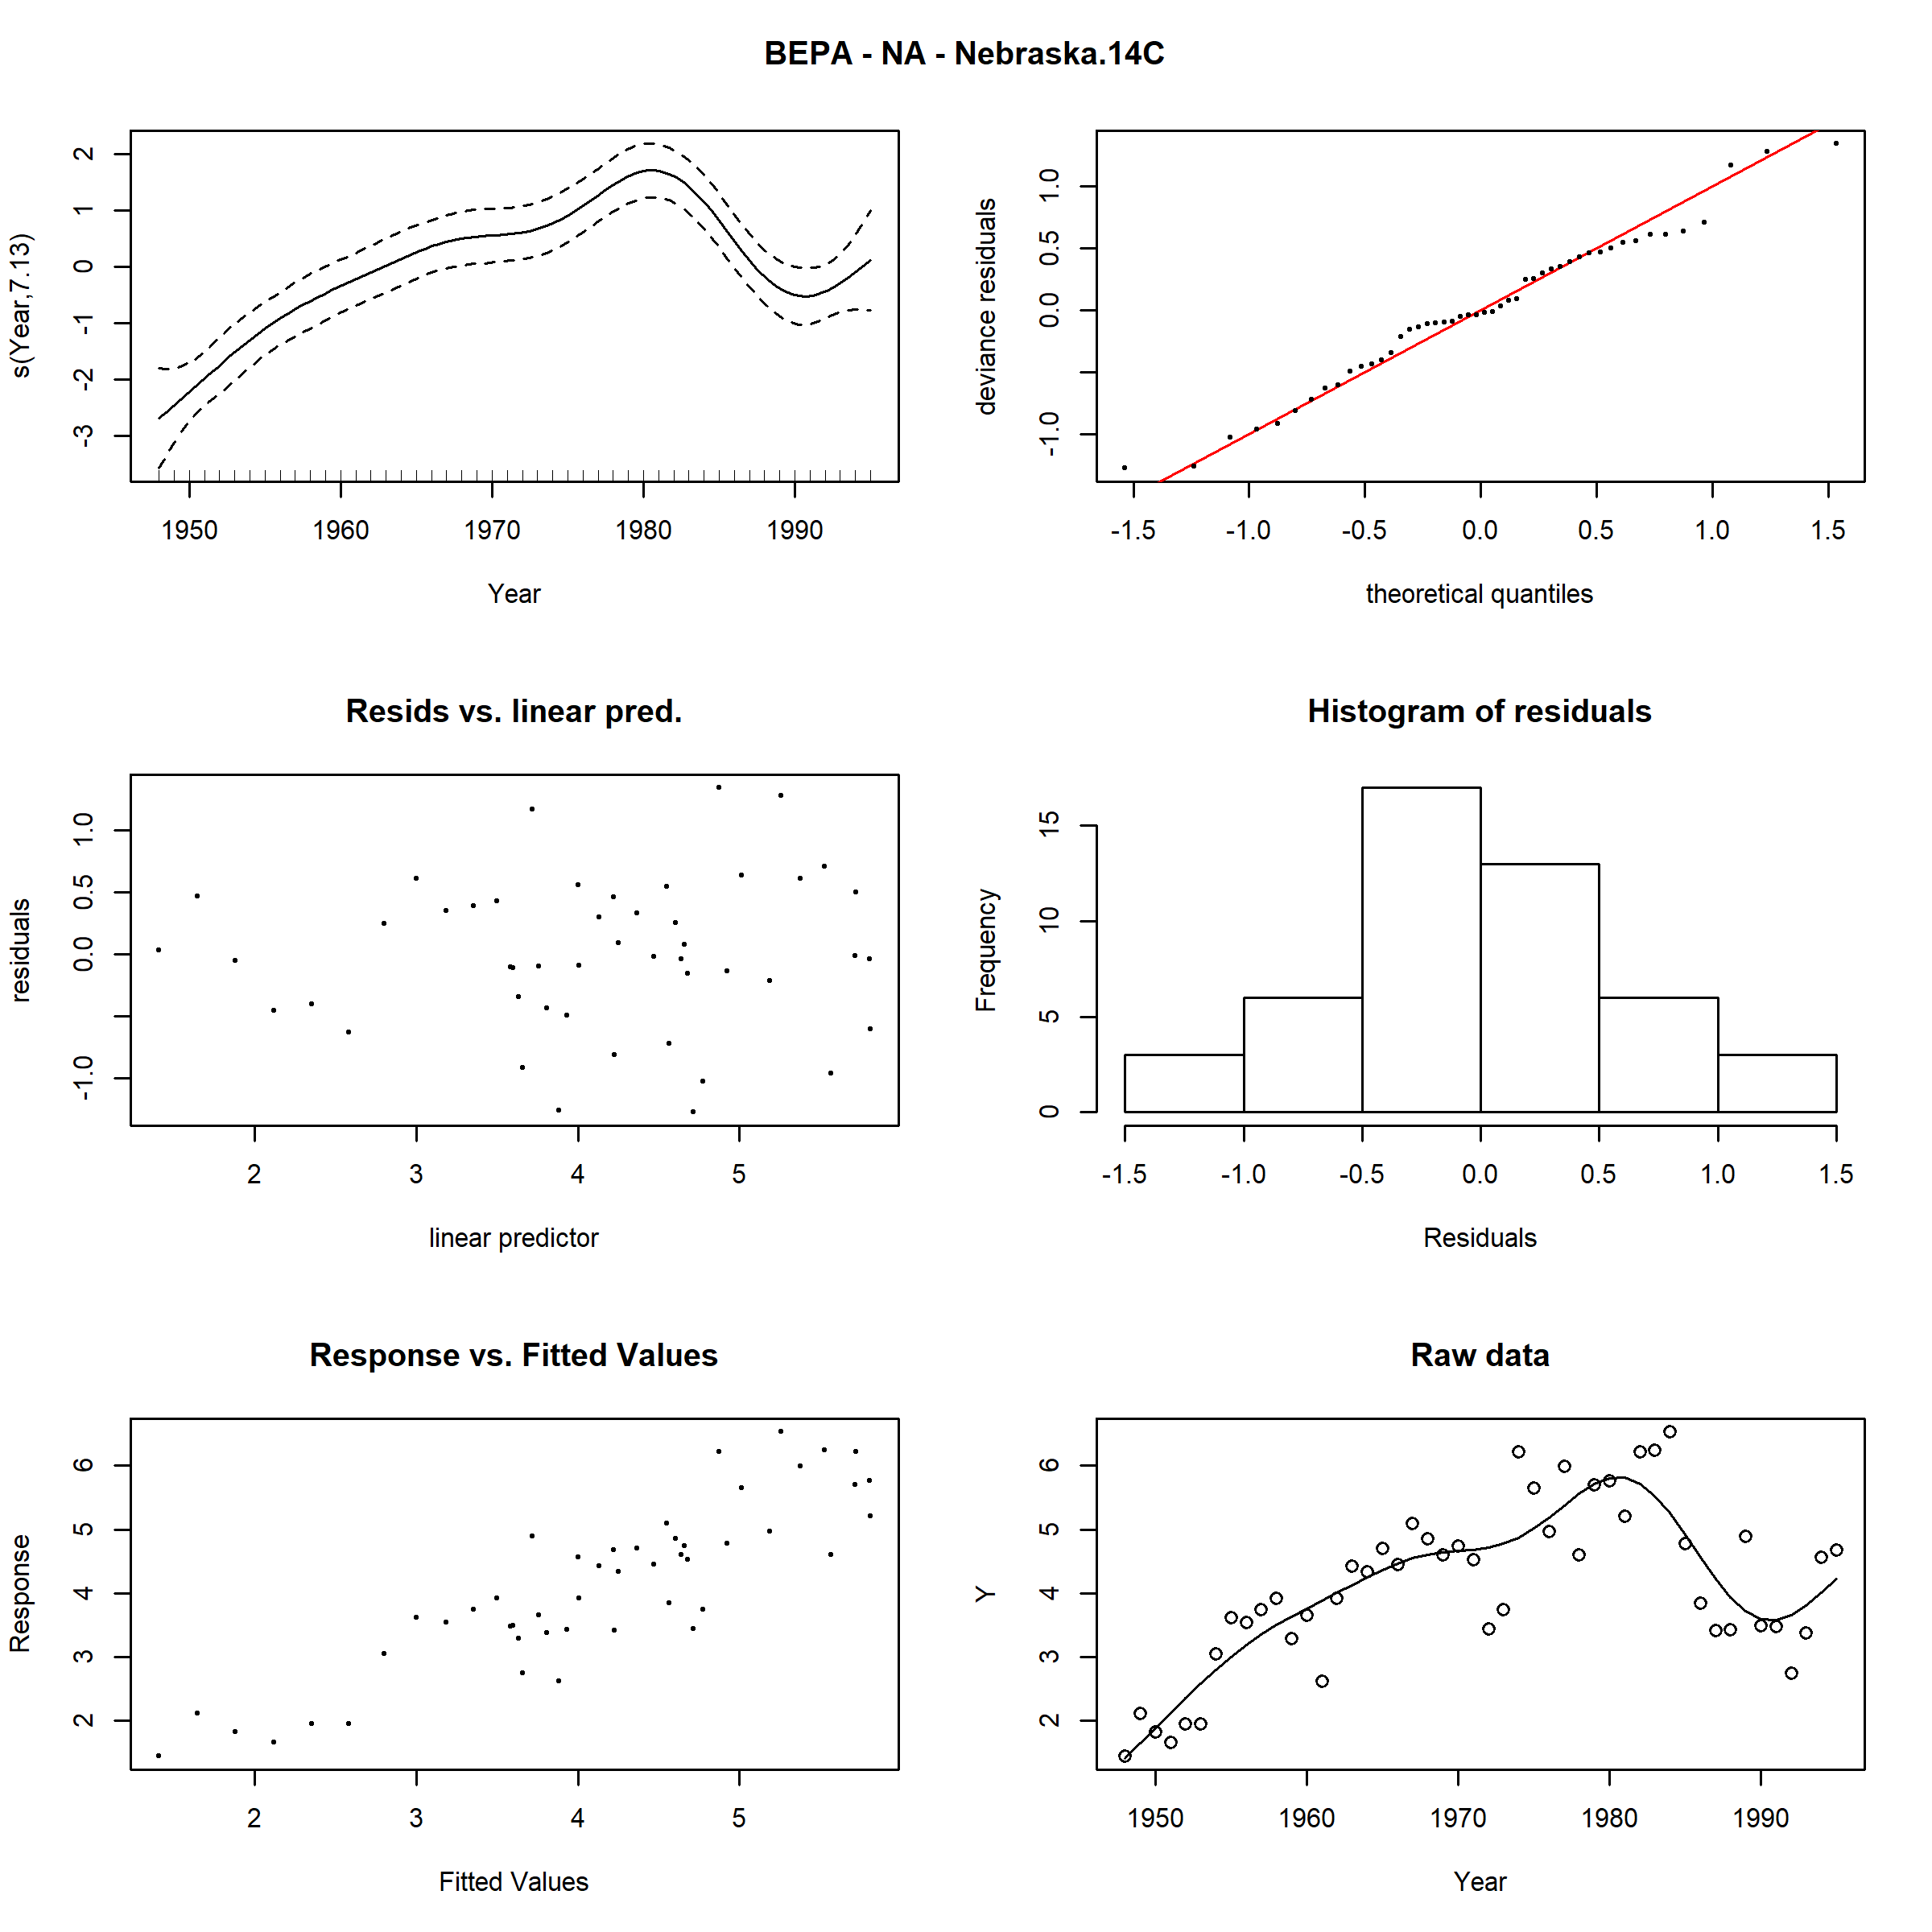 BEPA - NA - Nebraska.14C
s(Year,7.13)
2
1
0
-1
-2
-3
1950 1960 1970 1980 1990
Year
deviance residuals
1.0
0.5
0.0
-1.0
-1.5 -1.0 -0.5 0.0 0.5 1.0 1.5
theoretical quantiles
Resids vs. linear pred.
residuals
1.0
0.5
0.0
-1.0
2 3 4 5
linear predictor
Histogram of residuals
Frequency
15
10
5
0
-1.5 -1.0 -0.5 0.0 0.5 1.0 1.5
Residuals
Response vs. Fitted Values
Response
6
5
4
3
2
2 3 4 5
Fitted Values
Raw data
Y
6
5
4
3
2
1950 1960 1970 1980 1990
Year